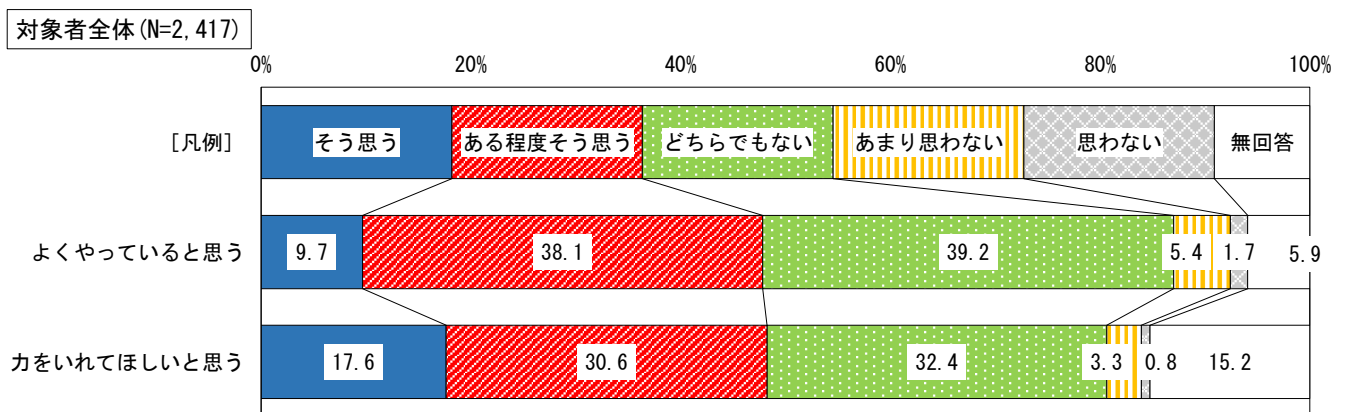 対象者全体(N=2,417)
0% 20% 40% 60% 80% 100%
[凡例] そう思う ある程度そう思う どちらでもない あまり思わない 思わない 無回答
よくやっていると思う 9.7 38.1 39.2 5.4 1.7 5.9
力をいれてほしいと思う 17.6 30.6 32.4 3.3 0.8 15.2